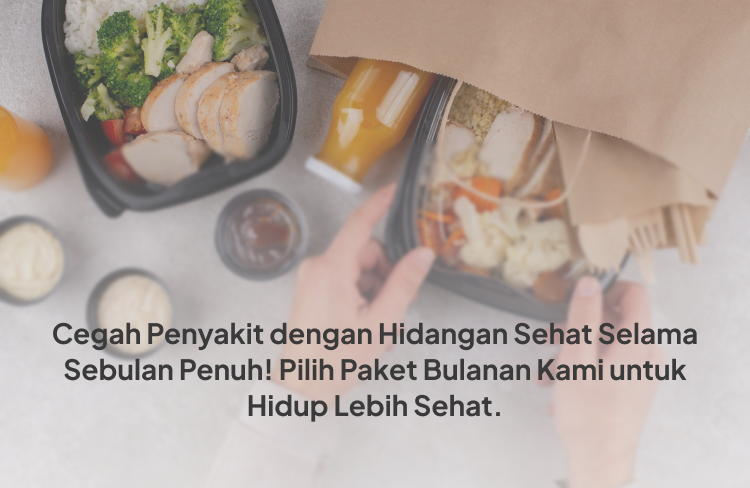 Cegah Penyakit dengan Hidangan Sehat Selama
Sebulan Penuh! Pilih Paket Bulanan Kami untuk
Hidup Lebih Sehat.